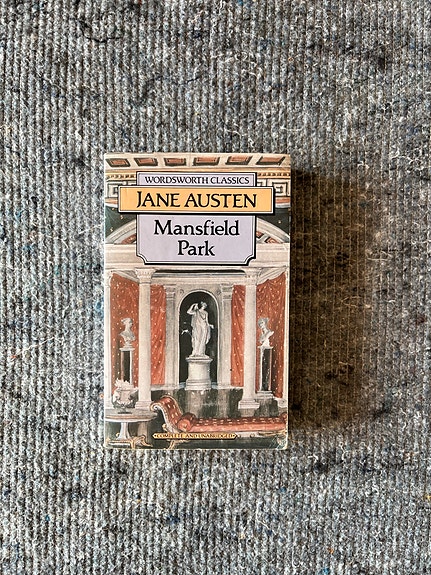 WORDSWORTH CLASSICS
JANE AUSTEN
Mansfield
Park
•COMPLETE AND UNABRIDGED•